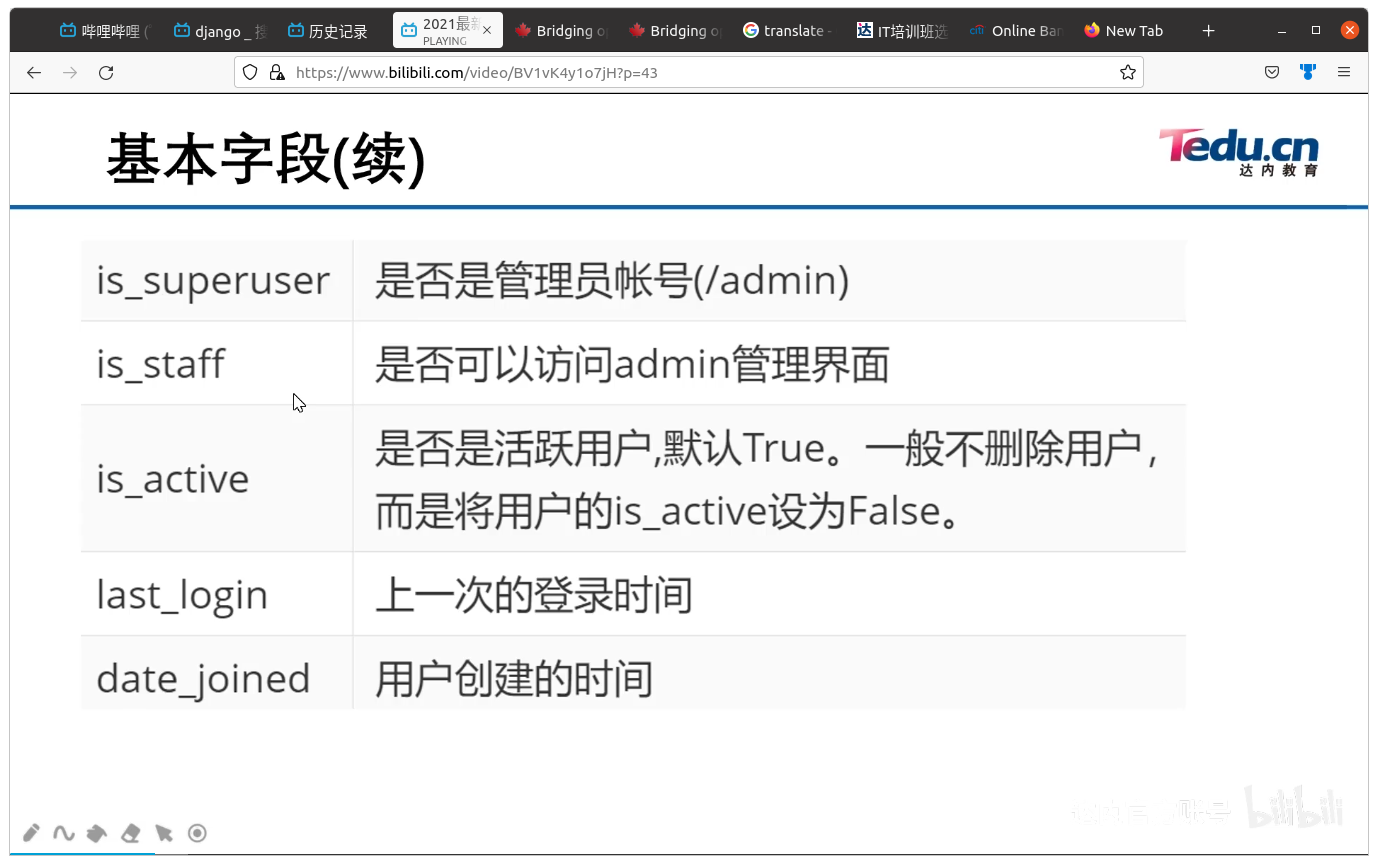 哔哩哔哩 (
django _ 搜
历史记录
2021最新
PLAYING
Bridging o
Bridging o
translate -
IT培训班选
citi
Online Ban
New Tab
https://www.bilibili.com/video/BV1vK4y1o7jH?p=43
基本字段(续)
Tedu.cn
达内教育
is_superuser 是否是管理员帐号(/admin)
is_staff 是否可以访问admin管理界面
is_active 是否是活跃用户,默认True。一般不删除用户,
而是将用户的is_active设为False。
last_login 上一次的登录时间
date_joined 用户创建的时间
bilibili